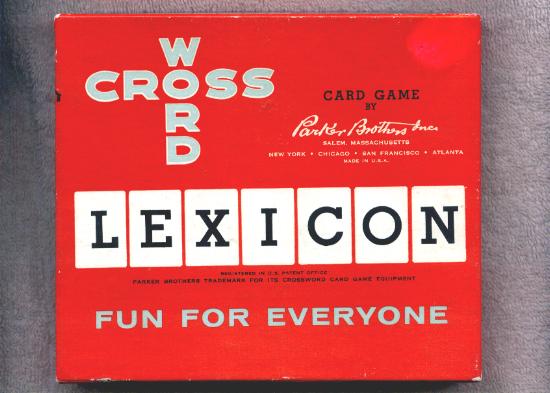 CROSS
WORD
CARD GAME
BY
Parker Brothers Inc.
SALEM, MASSACHUSETTS
NEW YORK • CHICAGO • SAN FRANCISCO • ATLANTA
MADE IN U.S.A.
LEXICON
REGISTERED IN U.S. PATENT OFFICE
PARKER BROTHERS TRADEMARK FOR ITS CROSSWORD CARD GAME EQUIPMENT
FUN FOR EVERYONE